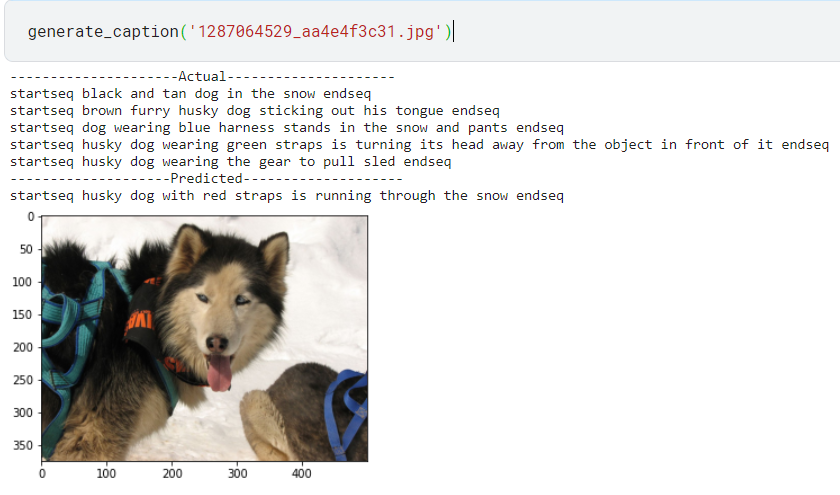 generate_caption('1287064529_aa4e4f3c31.jpg')
---------------------Actual---------------------
startseq black and tan dog in the snow endseq
startseq brown furry husky dog sticking out his tongue endseq
startseq dog wearing blue harness stands in the snow and pants endseq
startseq husky dog wearing green straps is turning its head away from the object in front of it endseq
startseq husky dog wearing the gear to pull sled endseq
--------------------Predicted--------------------
startseq husky dog with red straps is running through the snow endseq
0
50
100
150
200
250
300
350
0 100 200 300 400